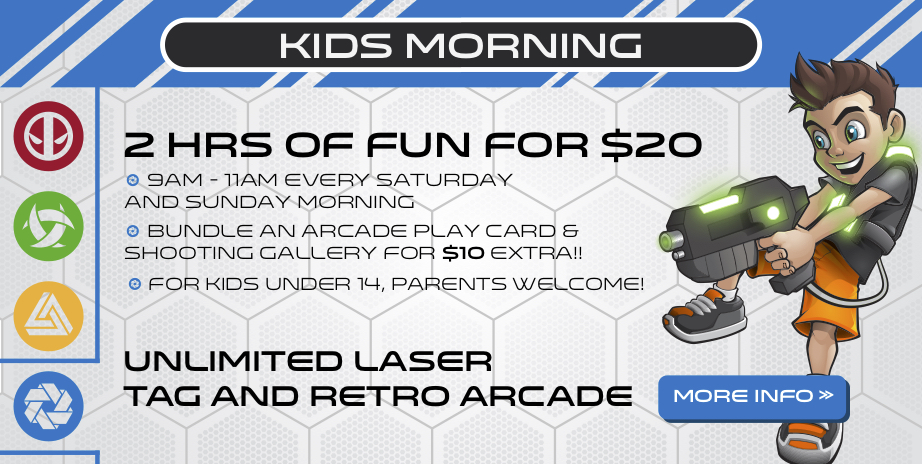 KIDS MORNING
2 HRS OF FUN FOR $20
9AM - 11AM EVERY SATURDAY
AND SUNDAY MORNING
BUNDLE AN ARCADE PLAY CARD &
SHOOTING GALLERY FOR $10 EXTRA!!
FOR KIDS UNDER 14, PARENTS WELCOME!
UNLIMITED LASER
TAG AND RETRO ARCADE
MORE INFO »